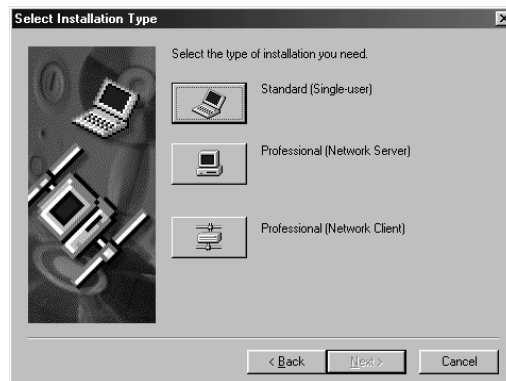 Select Installation Type
Select the type of installation you need.
Standard (Single-user)
Professional (Network Server)
Professional (Network Client)
< Back
Next >
Cancel